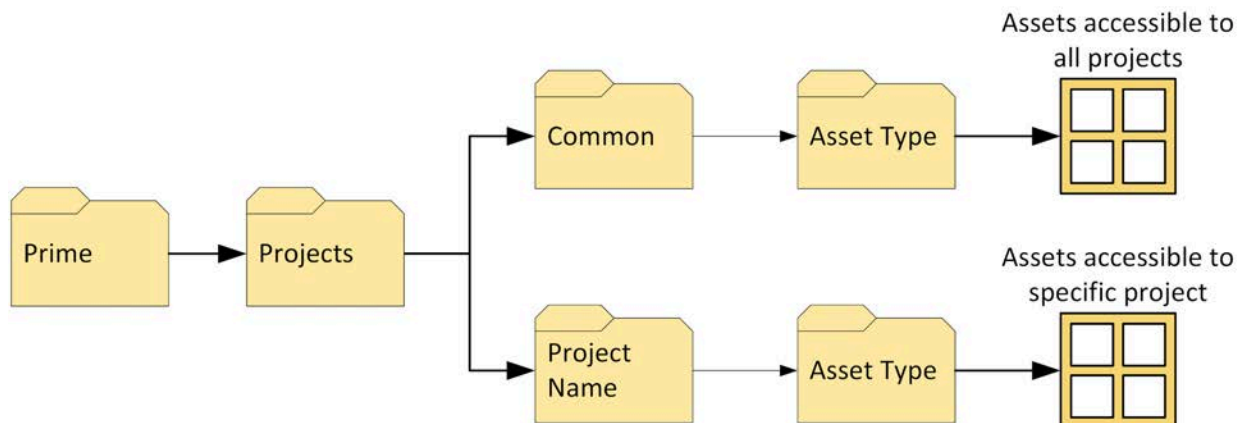 Assets accessible to
all projects
Common
Asset Type
Prime
Projects
Assets accessible to
specific project
Project
Name
Asset Type